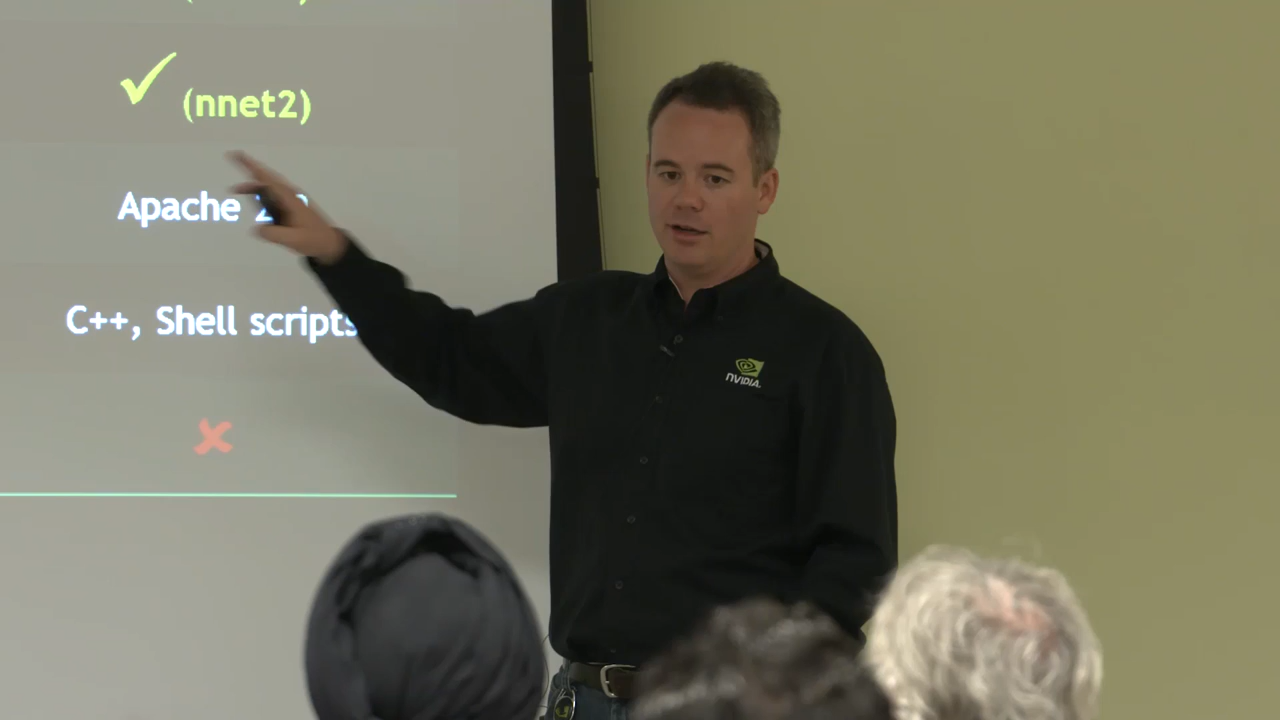 (nnet2)
Apache
C++, Shell scripts
NVIDIA.